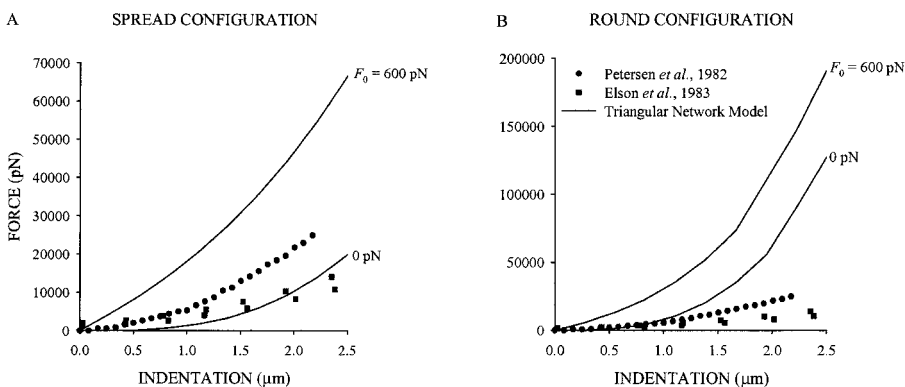 A
SPREAD CONFIGURATION
70000
60000
50000
40000
30000
20000
10000
0
FORCE (pN)
F₀ = 600 pN
0 pN
0.0 0.5 1.0 1.5 2.0 2.5
INDENTATION (μm)
B
ROUND CONFIGURATION
200000
150000
100000
50000
0
Petersen et al., 1982
Elson et al., 1983
Triangular Network Model
F₀ = 600 pN
0 pN
0.0 0.5 1.0 1.5 2.0 2.5
INDENTATION (μm)